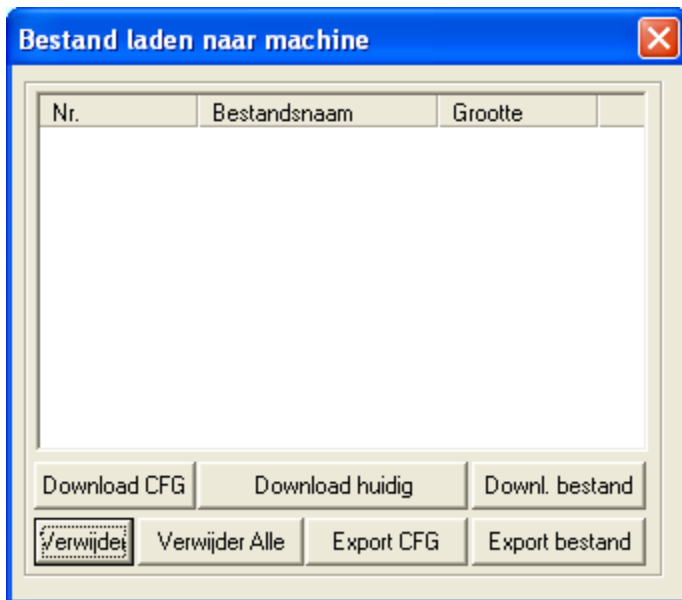 Bestand laden naar machine
Nr. Bestandsnaam Grootte
Download CFG Download huidig Downl. bestand
Verwijder Verwijder Alle Export CFG Export bestand